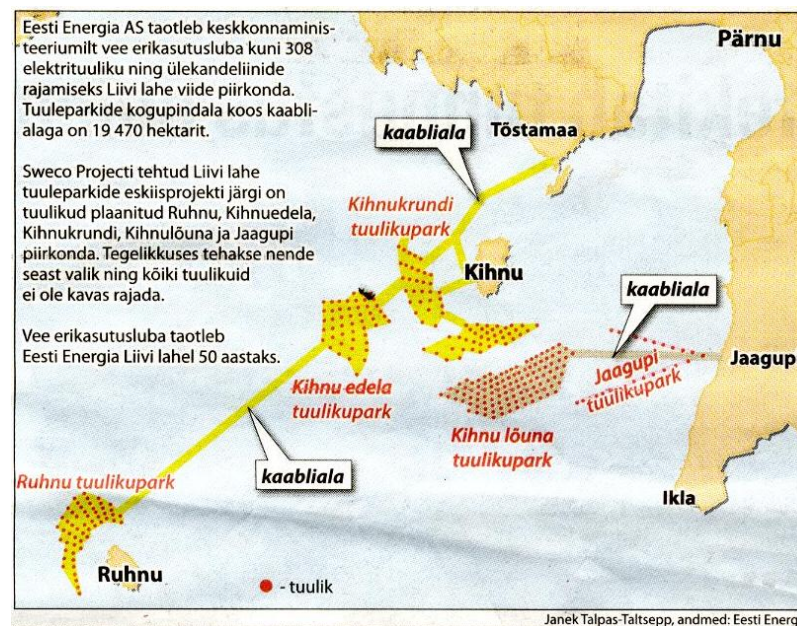 Eesti Energia AS taotleb keskkonnaminis-
teeriumilt vee erikasutusluba kuni 308
elektrituuliku ning ülekandeliinide
rajamiseks Liivi lahe viide piirkonda.
Tuuleparkide kogupindala koos kaabli-
alaga on 19 470 hektarit.
Sweco Projecti tehtud Liivi lahe
tuuleparkide eskiisprojekti järgi on
tuulikud plaanitud Ruhnu, Kihnuedela,
Kihnukrundi, Kihnulõuna ja Jaagupi
piirkonda. Tegelikkuses tehakse nende
seast valik ning kõiki tuulikuid
ei ole kavas rajada.
Vee erikasutusluba taotleb
Eesti Energia Liivi lahel 50 aastaks.
Pärnu
kaabliala
Tõstamaa
Kihnukrundi
tuulikupark
Kihnu
kaabliala
Jaagupi
Jaagupi
tuulikupark
Kihnu edela
tuulikupark
Kihnu lõuna
tuulikupark
kaabliala
Ruhnu tuulikupark
Ikla
Ruhnu
- tuulik
Janek Talpas-Taltsepp, andmed: Eesti Energ